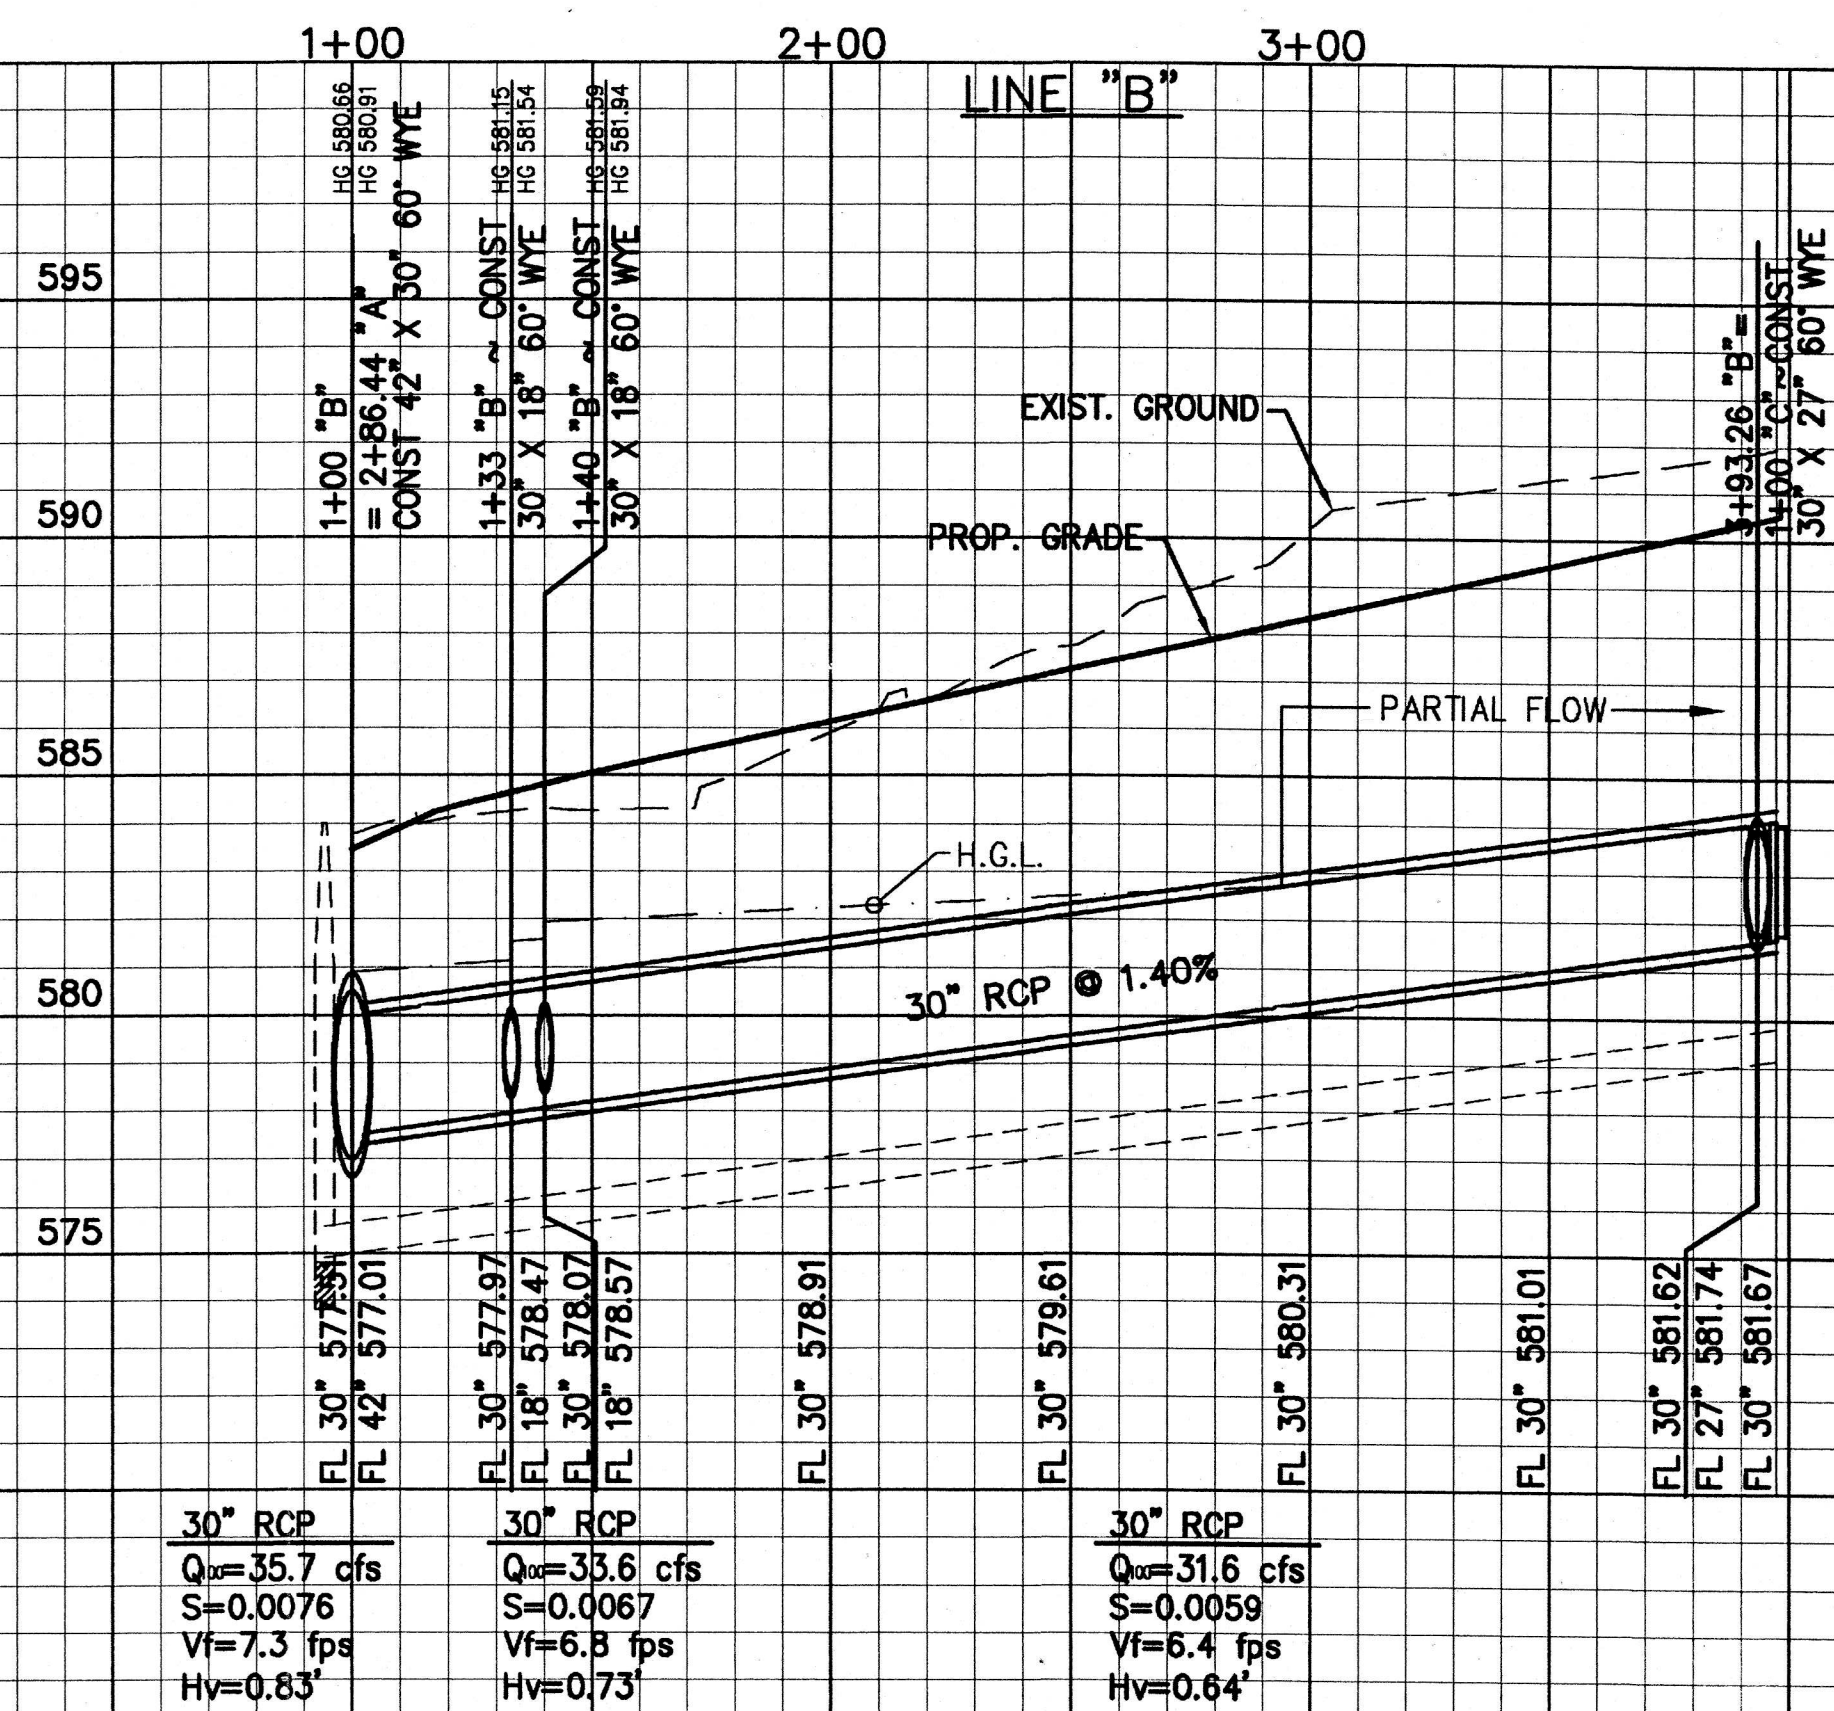 1+00
2+00
3+00
LINE "B"
HG 580.66
HG 580.91
HG 581.15
HG 581.54
HG 581.59
HG 581.94
1+00 "B"
= 2+86.44 "A"
CONST 42" X 30" 60° WYE
1+33 "B" ~ CONST
30" X 18" 60° WYE
1+40 "B" ~ CONST
30" X 18" 60° WYE
3+93.26 "B" =
1+00 "C" ~ CONST
30" X 27" 60° WYE
595
590
585
580
575
EXIST. GROUND
PROP. GRADE
PARTIAL FLOW
H.G.L.
30" RCP @ 1.40%
FL 30" 577.51
FL 42" 577.01
FL 30" 577.97
FL 18" 578.47
FL 30" 578.07
FL 18" 578.57
FL 30" 578.91
FL 30" 579.61
FL 30" 580.31
FL 30" 581.01
FL 30" 581.62
FL 27" 581.74
FL 30" 581.67
30" RCP
Q100=35.7 cfs
S=0.0076
Vf=7.3 fps
Hv=0.83'
30" RCP
Q100=33.6 cfs
S=0.0067
Vf=6.8 fps
Hv=0.73'
30" RCP
Q100=31.6 cfs
S=0.0059
Vf=6.4 fps
Hv=0.64'